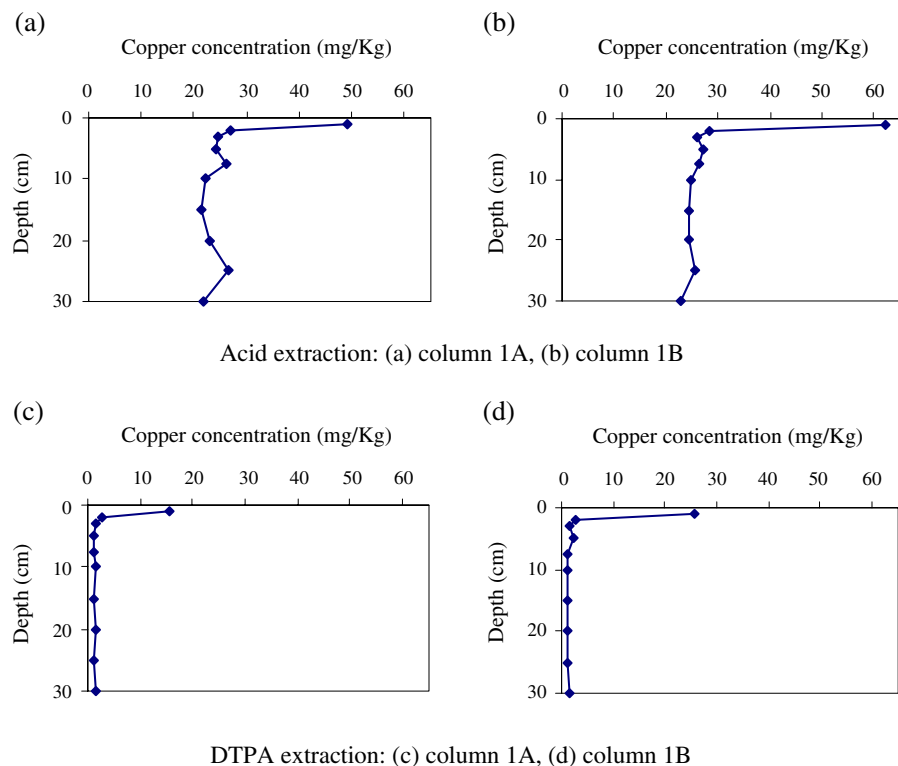 (a)
Copper concentration (mg/Kg)
0 10 20 30 40 50 60
0
10
20
30
Depth (cm)
(b)
Copper concentration (mg/Kg)
0 10 20 30 40 50 60
0
10
20
30
Depth (cm)
Acid extraction: (a) column 1A, (b) column 1B
(c)
Copper concentration (mg/Kg)
0 10 20 30 40 50 60
0
10
20
30
Depth (cm)
(d)
Copper concentration (mg/Kg)
0 10 20 30 40 50 60
0
10
20
30
Depth (cm)
DTPA extraction: (c) column 1A, (d) column 1B